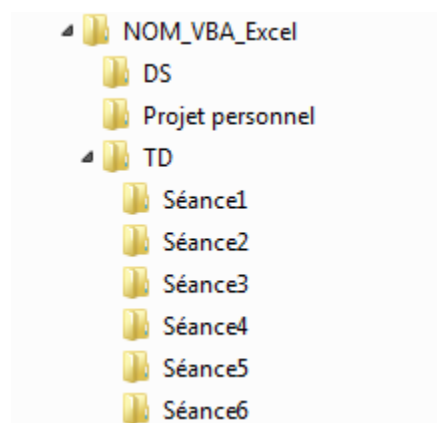 NOM_VBA_Excel
DS
Projet personnel
TD
Séance1
Séance2
Séance3
Séance4
Séance5
Séance6